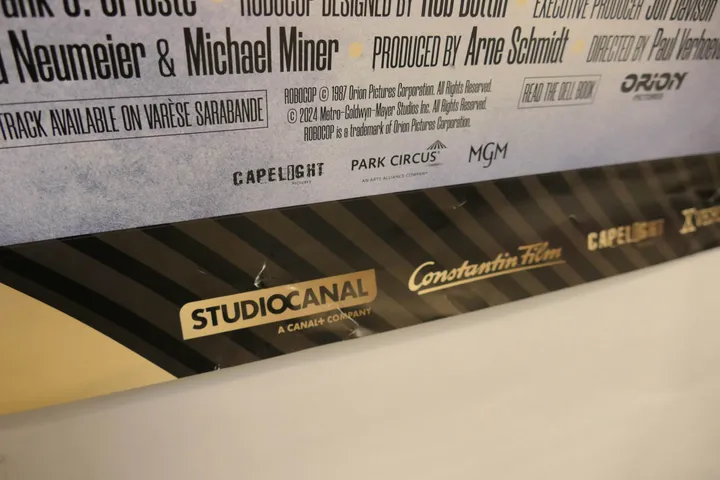 ROBOCOP DESIGNED BY Rob Bottin EXECUTIVE PRODUCER Jon Davison
Neumeier & Michael Miner PRODUCED BY Arne Schmidt DIRECTED BY Paul
TRACK AVAILABLE ON VARÈSE SARABANDE
ROBOCOP © 1987 Orion Pictures Corporation. All Rights Reserved.
© 2024 Metro-Goldwyn-Mayer Studios Inc. All Rights Reserved.
ROBOCOP is a trademark of Orion Pictures Corporation.
READ THE DELL BOOK
ORION
PICTURES
CAPELIGHT
PICTURES
PARK CIRCUS
AN ARTS ALLIANCE COMPANY
MGM
STUDIOCANAL
A CANAL+ COMPANY
Constantin Film
CAPELIGHT